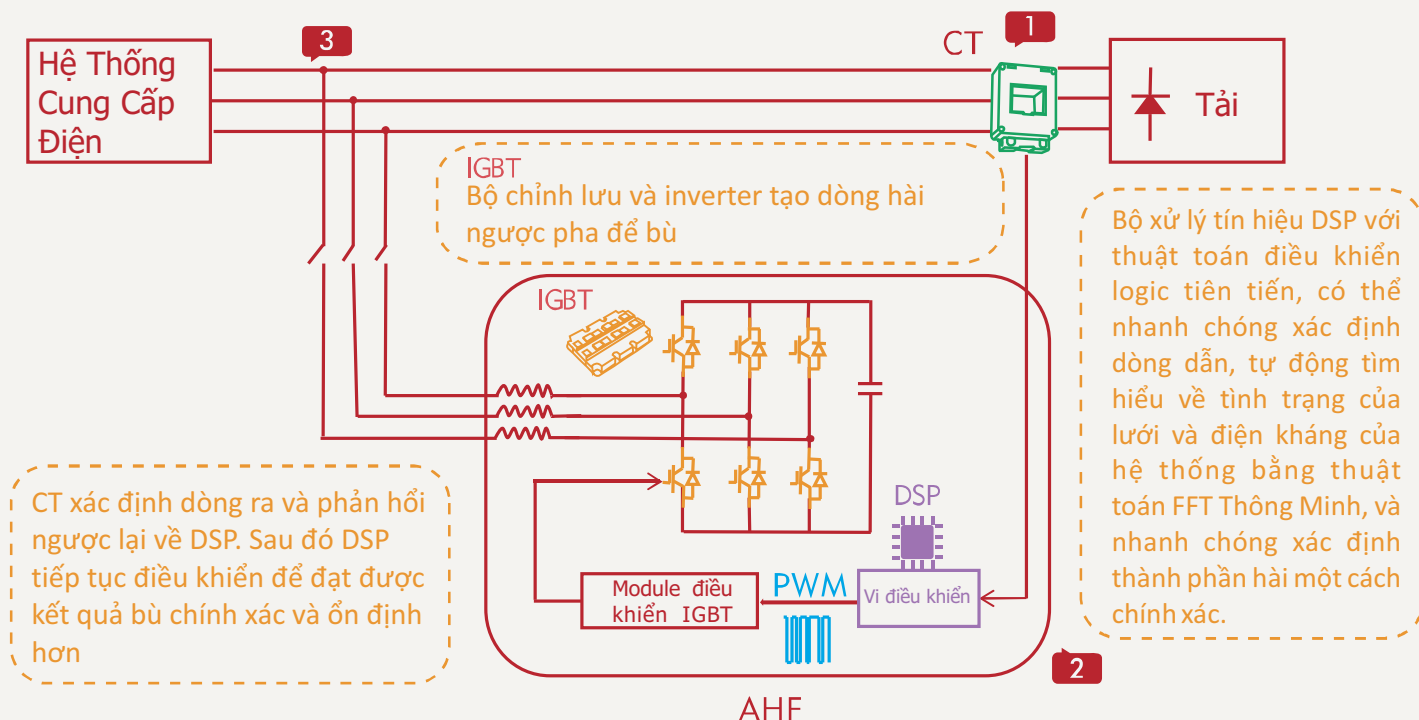 3
CT
1
Hệ Thống
Cung Cấp
Điện
Tải
IGBT
Bộ chỉnh lưu và inverter tạo dòng hài
ngược pha để bù
Bộ xử lý tín hiệu DSP với
thuật toán điều khiển
logic tiên tiến, có thể
nhanh chóng xác định
dòng dẫn, tự động tìm
hiểu về tình trạng của
lưới và điện kháng của
hệ thống bằng thuật
toán FFT Thông Minh, và
nhanh chóng xác định
thành phần hài một cách
chính xác.
IGBT
CT xác định dòng ra và phản hổi
ngược lại về DSP. Sau đó DSP
tiếp tục điều khiển để đạt được
kết quả bù chính xác và ổn định
hơn
DSP
Module điều
khiển IGBT
PWM
Vi điều khiển
2
AHF